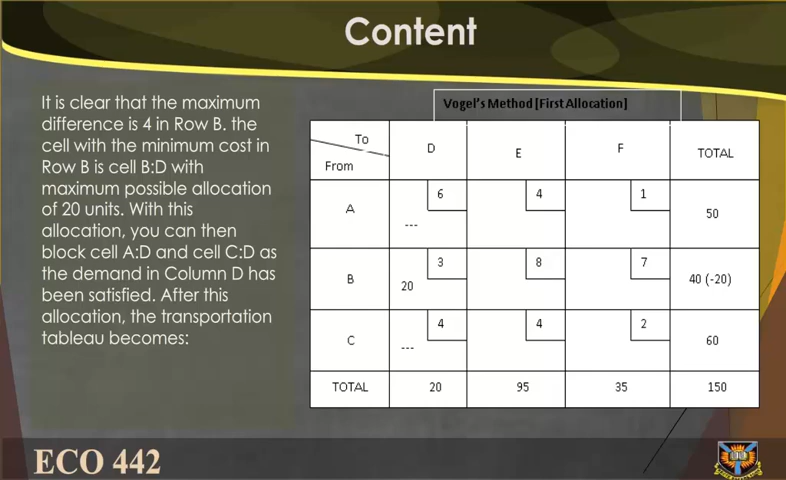 Content
It is clear that the maximum
difference is 4 in Row B. the
cell with the minimum cost in
Row B is cell B:D with
maximum possible allocation
of 20 units. With this
allocation, you can then
block cell A:D and cell C:D as
the demand in Column D has
been satisfied. After this
allocation, the transportation
tableau becomes:
Vogel's Method [First Allocation]
To
From
D E F TOTAL
A 6 4 1 50
---
B 3 8 7 40 (-20)
20
C 4 4 2 60
---
TOTAL 20 95 35 150
ECO 442